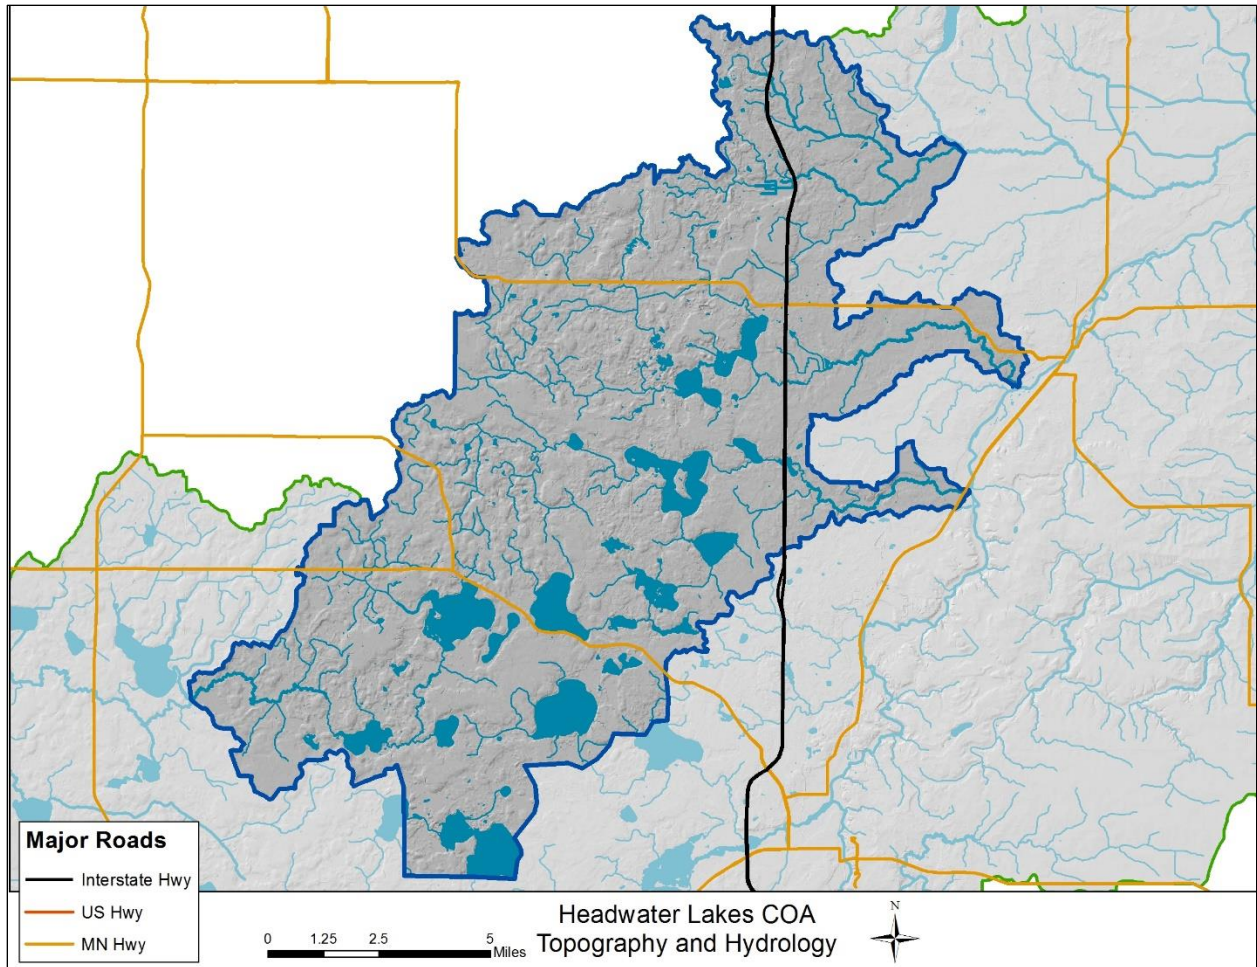 Major Roads
Interstate Hwy
US Hwy
MN Hwy
0 1.25 2.5 5
Miles
Headwater Lakes COA
Topography and Hydrology
N